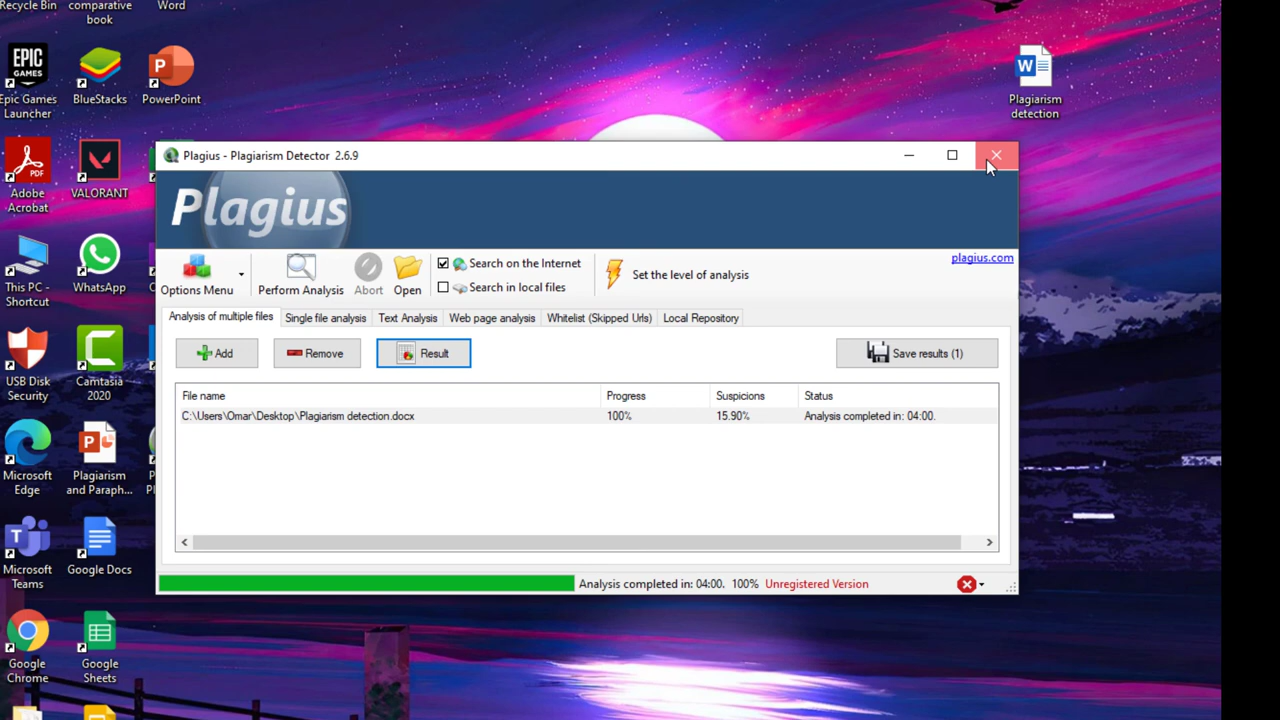 Recycle Bin
comparative
book
Word
EPIC
GAMES
Epic Games
Launcher
BlueStacks
PowerPoint
Plagiarism
detection
Adobe
Acrobat
VALORANT
This PC -
Shortcut
WhatsApp
USB Disk
Security
Camtasia
2020
Microsoft
Edge
Plagiarism
and Paraph...
Microsoft
Teams
Google Docs
Google
Chrome
Google
Sheets
Plagius - Plagiarism Detector 2.6.9
Plagius
plagius.com
Options Menu
Perform Analysis
Abort
Open
Search on the Internet
Search in local files
Set the level of analysis
Analysis of multiple files
Single file analysis
Text Analysis
Web page analysis
Whitelist (Skipped Urls)
Local Repository
Add
Remove
Result
Save results (1)
File name
Progress
Suspicions
Status
C:\Users\Omar\Desktop\Plagiarism detection.docx
100%
15.90%
Analysis completed in: 04:00.
Analysis completed in: 04:00.
100%
Unregistered Version